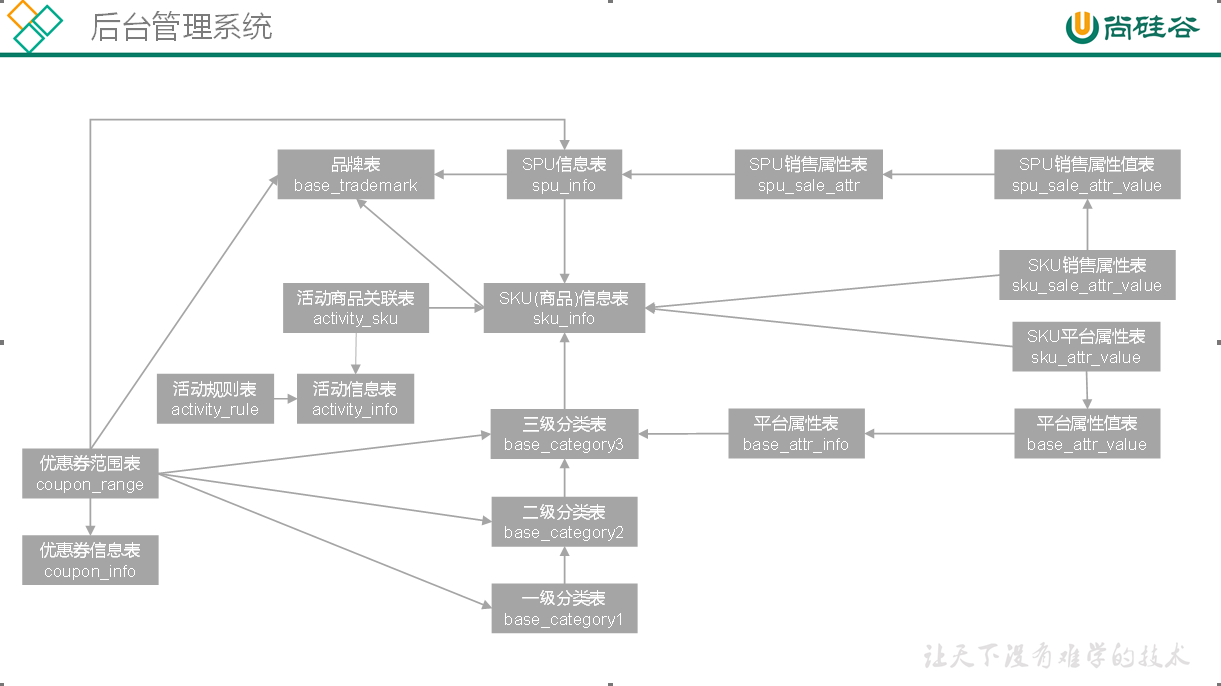 后台管理系统
尚硅谷
品牌表
base_trademark
SPU信息表
spu_info
SPU销售属性表
spu_sale_attr
SPU销售属性值表
spu_sale_attr_value
SKU销售属性表
sku_sale_attr_value
活动商品关联表
activity_sku
SKU(商品)信息表
sku_info
SKU平台属性表
sku_attr_value
活动规则表
activity_rule
活动信息表
activity_info
三级分类表
base_category3
平台属性表
base_attr_info
平台属性值表
base_attr_value
优惠券范围表
coupon_range
二级分类表
base_category2
优惠券信息表
coupon_info
一级分类表
base_category1
让天下没有难学的技术